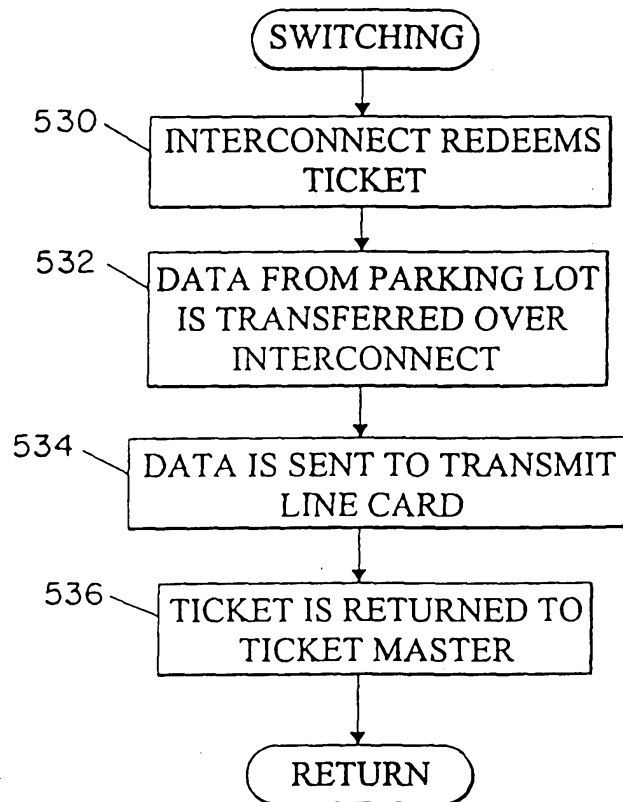 SWITCHING
530
INTERCONNECT REDEEMS
TICKET
532
DATA FROM PARKING LOT
IS TRANSFERRED OVER
INTERCONNECT
534
DATA IS SENT TO TRANSMIT
LINE CARD
536
TICKET IS RETURNED TO
TICKET MASTER
RETURN